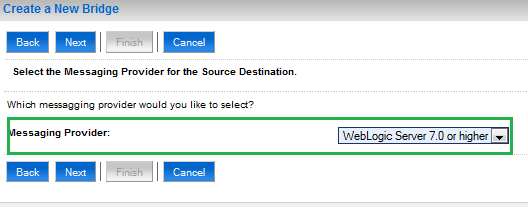 Create a New Bridge
Back Next Finish Cancel
Select the Messaging Provider for the Source Destination.
Which messagging provider would you like to select?
Messaging Provider: WebLogic Server 7.0 or higher
Back Next Finish Cancel